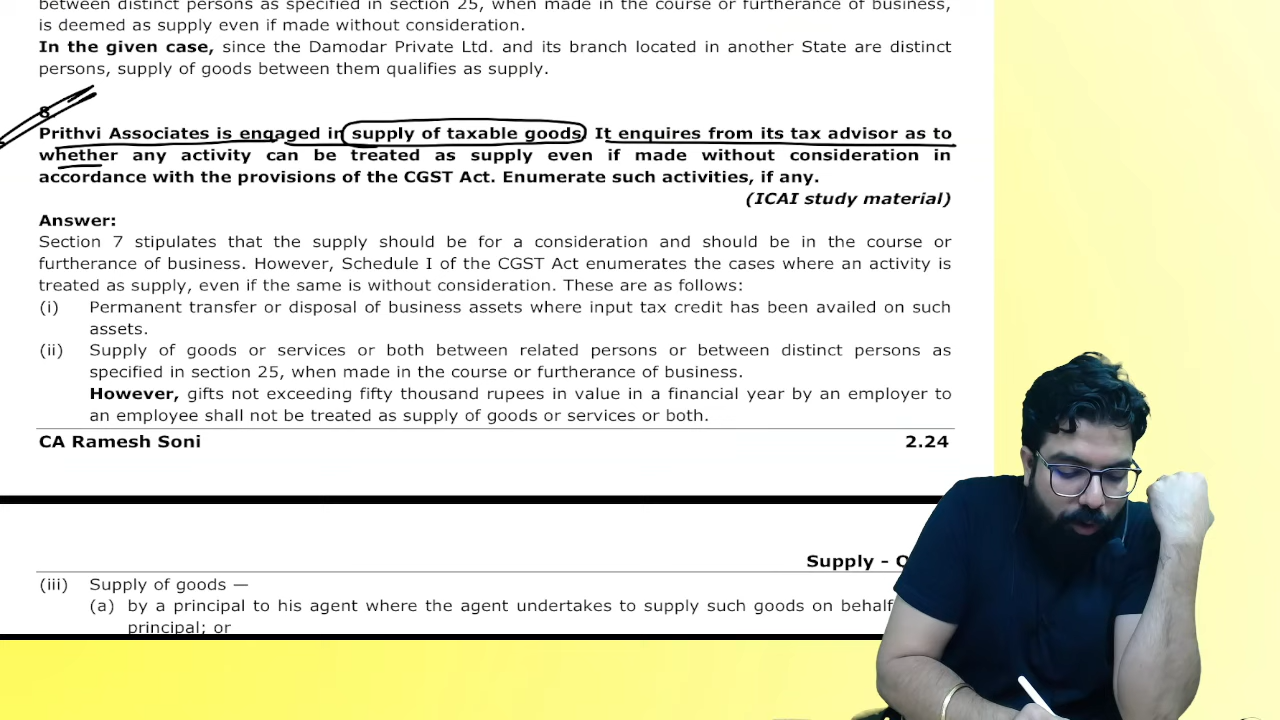 between distinct persons as specified in section 25, when made in the course or furtherance of business,
is deemed as supply even if made without consideration.
In the given case, since the Damodar Private Ltd. and its branch located in another State are distinct
persons, supply of goods between them qualifies as supply.
8
Prithvi Associates is engaged in supply of taxable goods. It enquires from its tax advisor as to
whether any activity can be treated as supply even if made without consideration in
accordance with the provisions of the CGST Act. Enumerate such activities, if any.
(ICAI study material)
Answer:
Section 7 stipulates that the supply should be for a consideration and should be in the course or
furtherance of business. However, Schedule I of the CGST Act enumerates the cases where an activity is
treated as supply, even if the same is without consideration. These are as follows:
(i) Permanent transfer or disposal of business assets where input tax credit has been availed on such
assets.
(ii) Supply of goods or services or both between related persons or between distinct persons as
specified in section 25, when made in the course or furtherance of business.
However, gifts not exceeding fifty thousand rupees in value in a financial year by an employer to
an employee shall not be treated as supply of goods or services or both.
CA Ramesh Soni 2.24
Supply -
(iii) Supply of goods —
(a) by a principal to his agent where the agent undertakes to supply such goods on behalf
principal; or